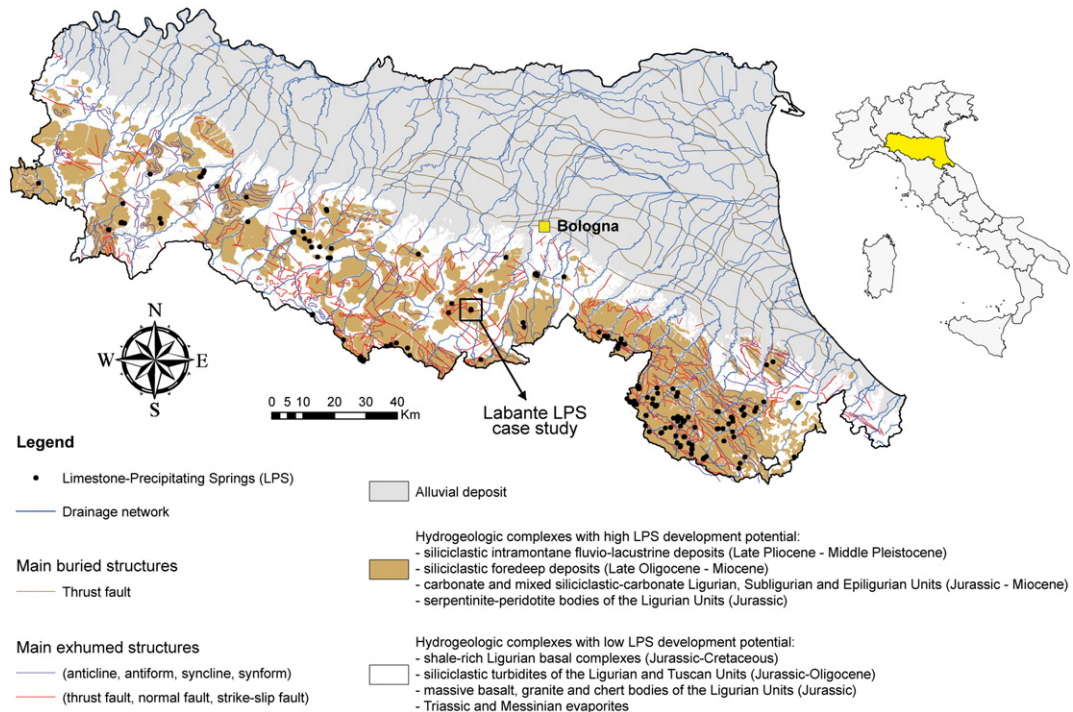 Bologna
N
W
E
S
0 5 10 20 30 40
Km
Labante LPS
case study
Legend
Limestone-Precipitating Springs (LPS)
Drainage network
Main buried structures
Thrust fault
Main exhumed structures
(anticline, antiform, syncline, synform)
(thrust fault, normal fault, strike-slip fault)
Alluvial deposit
Hydrogeologic complexes with high LPS development potential:
- siliciclastic intramontane fluvio-lacustrine deposits (Late Pliocene - Middle Pleistocene)
- siliciclastic foredeep deposits (Late Oligocene - Miocene)
- carbonate and mixed siliciclastic-carbonate Ligurian, Subligurian and Epiligurian Units (Jurassic - Miocene)
- serpentinite-peridotite bodies of the Ligurian Units (Jurassic)
Hydrogeologic complexes with low LPS development potential:
- shale-rich Ligurian basal complexes (Jurassic-Cretaceous)
- siliciclastic turbidites of the Ligurian and Tuscan Units (Jurassic-Oligocene)
- massive basalt, granite and chert bodies of the Ligurian Units (Jurassic)
- Triassic and Messinian evaporites